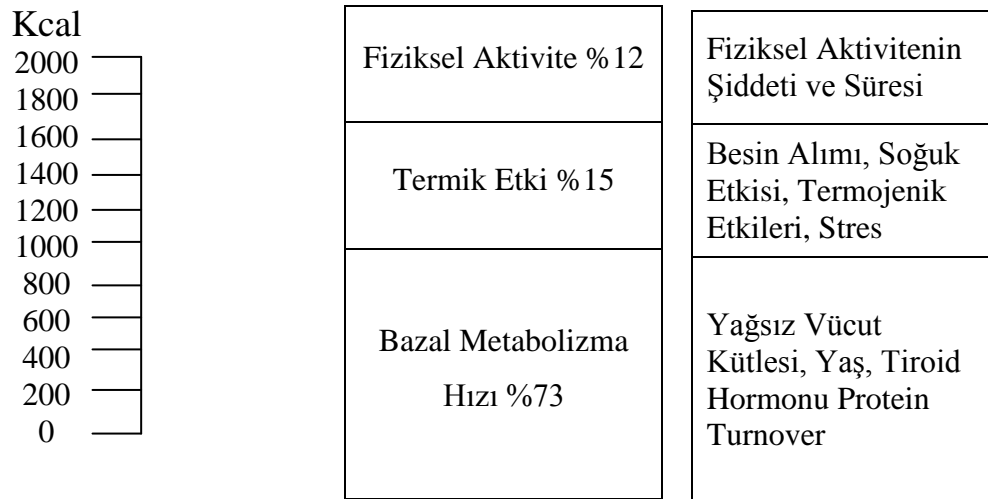 Kcal
2000
1800
1600
1400
1200
1000
800
600
400
200
0
Fiziksel Aktivite %12
Termik Etki %15
Bazal Metabolizma
Hızı %73
Fiziksel Aktivitenin
Şiddeti ve Süresi
Besin Alımı, Soğuk
Etkisi, Termojenik
Etkileri, Stres
Yağsız Vücut
Kütlesi, Yaş, Tiroid
Hormonu Protein
Turnover